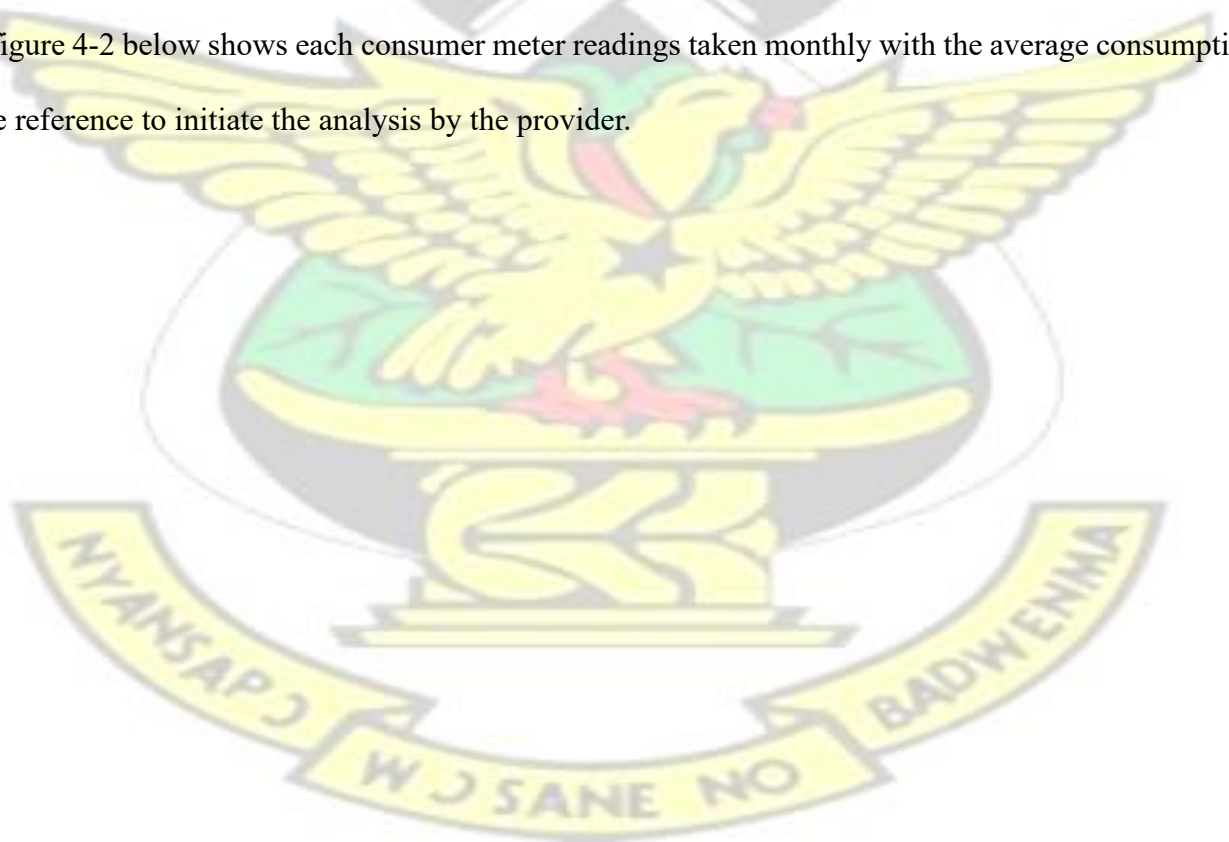 igure 4-2 below shows each consumer meter readings taken monthly with the average consumpti
e reference to initiate the analysis by the provider.
NYANSAPƆ
WƆSANE NO
BADWENMA